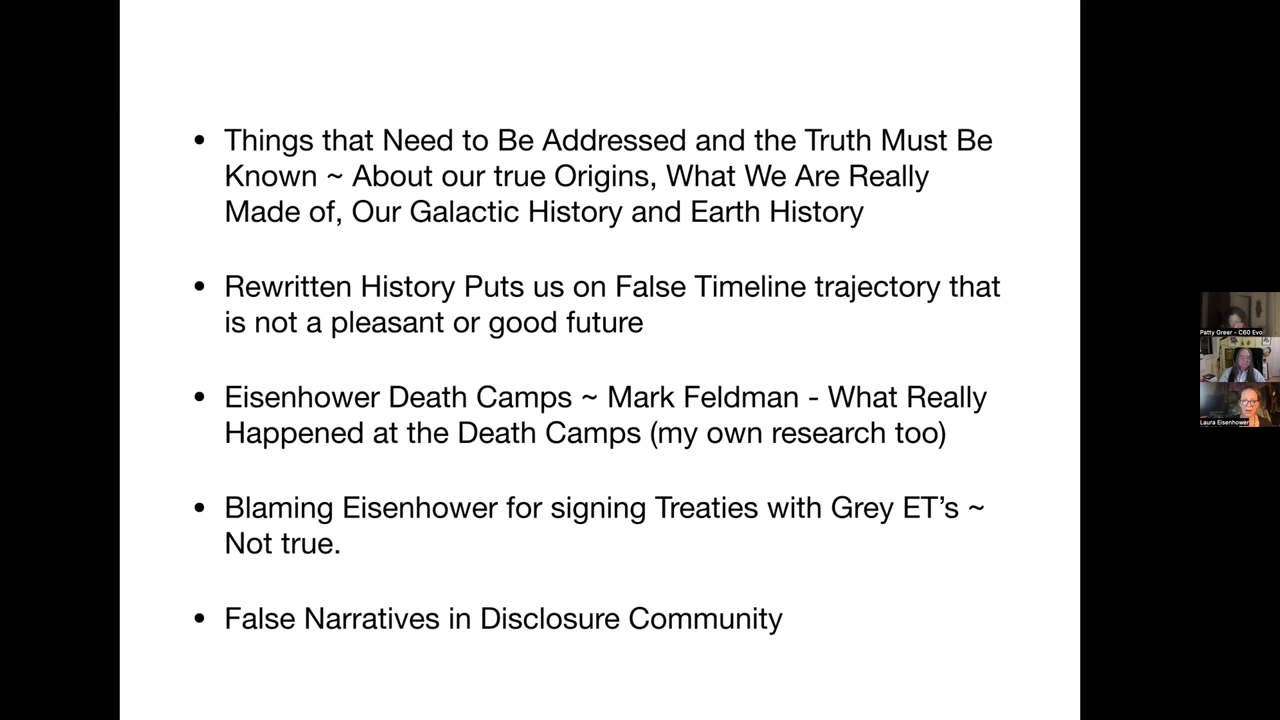 • Things that Need to Be Addressed and the Truth Must Be
Known ~ About our true Origins, What We Are Really
Made of, Our Galactic History and Earth History
• Rewritten History Puts us on False Timeline trajectory that
is not a pleasant or good future
• Eisenhower Death Camps ~ Mark Feldman - What Really
Happened at the Death Camps (my own research too)
• Blaming Eisenhower for signing Treaties with Grey ET’s ~
Not true.
• False Narratives in Disclosure Community
Patty Greer - C60 Evo
Laura Eisenhower